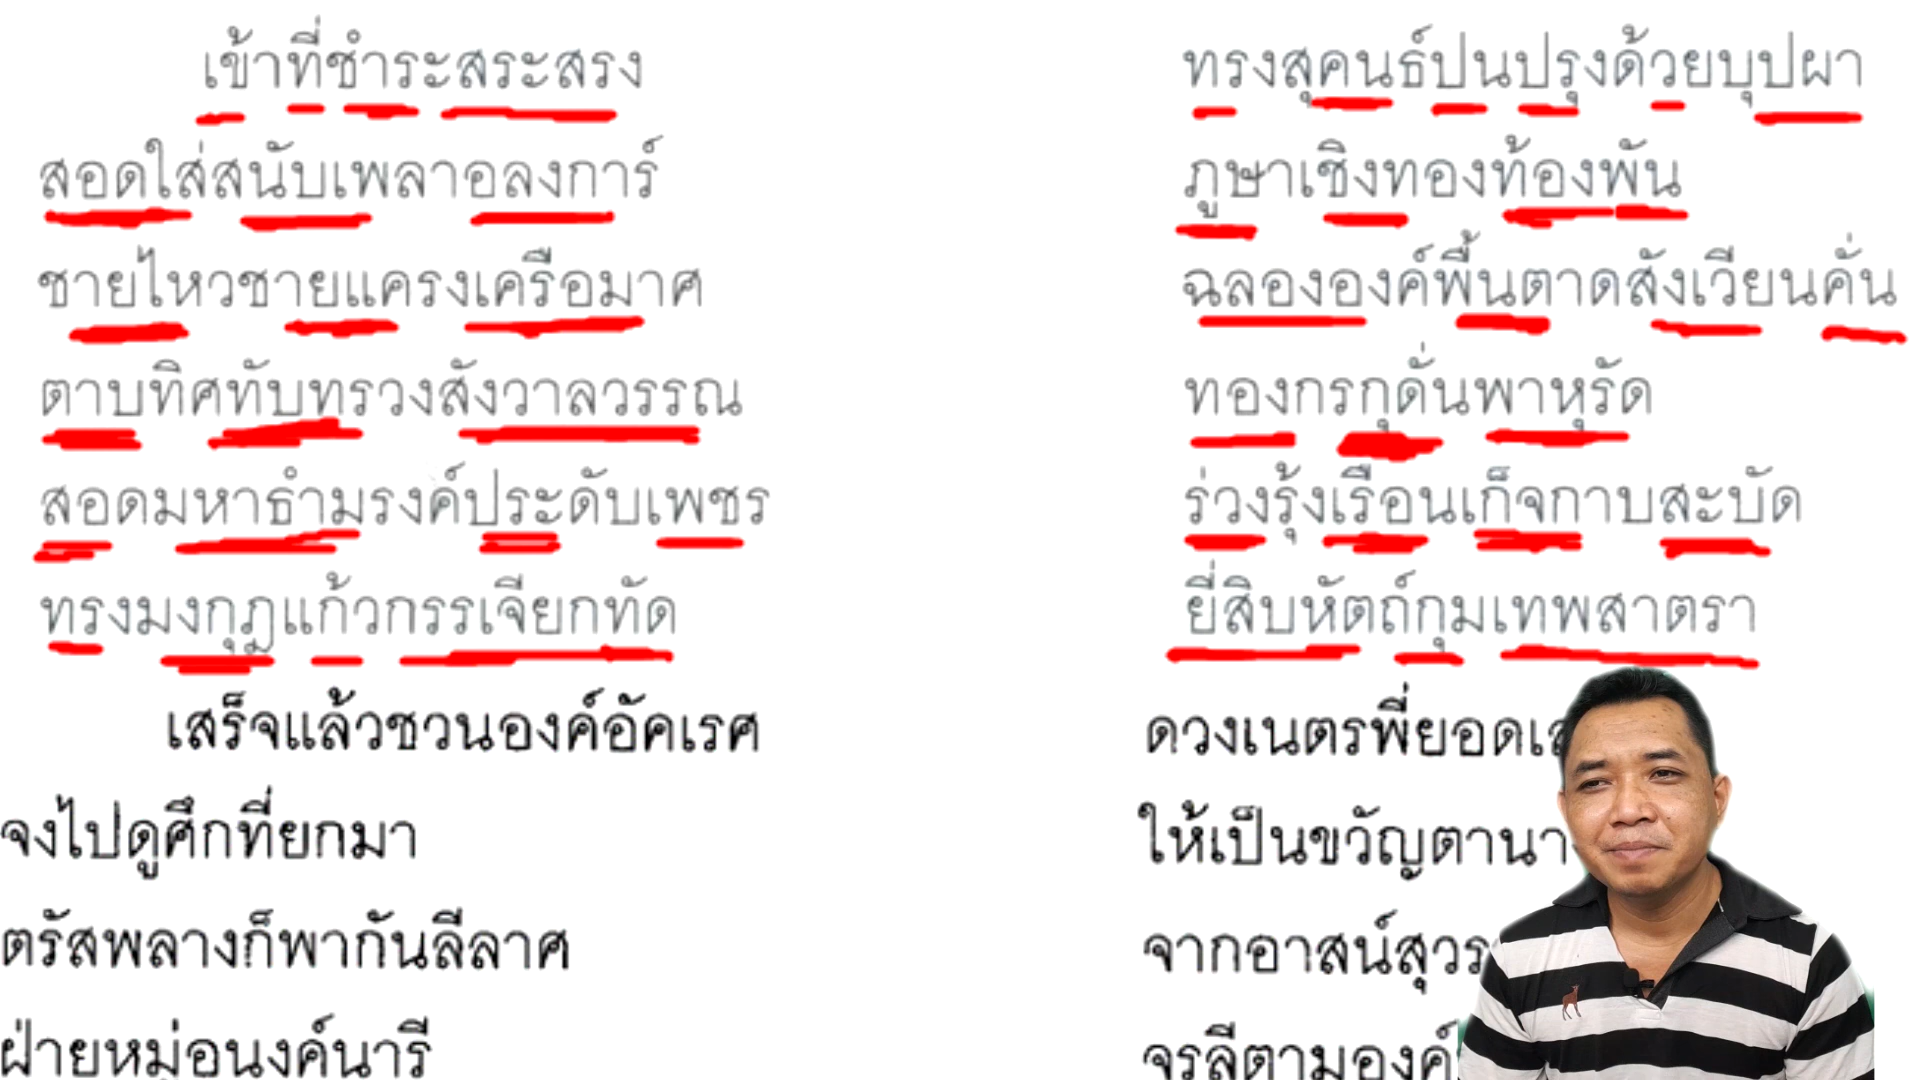 เข้าที่ชำระสระสรง ทรงสุคนธ์ปนปรุงด้วยบุปผา
สอดใส่สนับเพลาอลงการ์ ภูษาเชิงทองท้องพัน
ชายไหวชายแครงเครือมาศ ฉลององค์พื้นตาดสังเวียนคั่น
ตาบทิศทับทรวงสังวาลวรรณ ทองกรกุดั่นพาหุรัด
สอดมหาธำมรงค์ประดับเพชร ร่วงรุ้งเรือนเก็จกาบสะบัด
ทรงมงกุฎแก้วกรรเจียกทัด ยี่สิบหัตถ์กุมเทพสาตรา
เสร็จแล้วชวนองค์อัคเรศ ดวงเนตรพี่ยอด
จงไปดูศึกที่ยกมา ให้เป็นขวัญตา
ตรัสพลางก็พากันลีลาศ จากอาสน์
ฝ่ายหมู่อนงค์นารี จรลีตามองค์